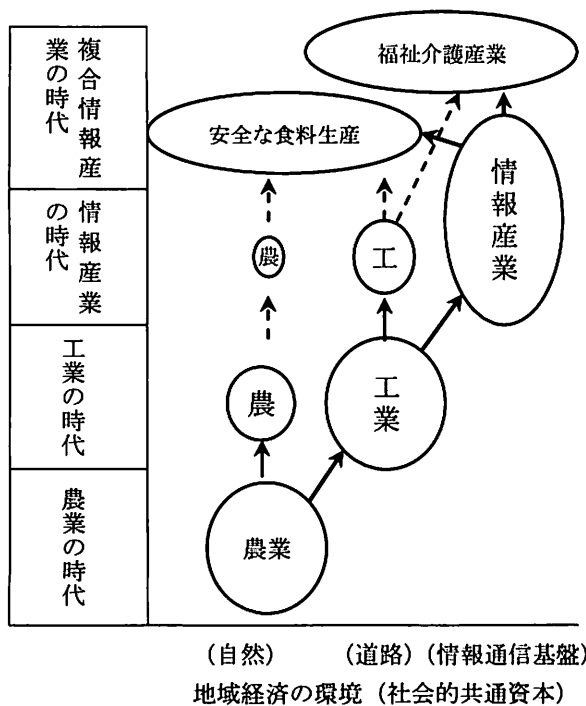 複合情報産
業の時代
福祉介護産業
安全な食料生産
情報産業
の時代
農
工
情報産業
工業の時代
農
工業
農業の時代
農業
(自然)
(道路)
(情報通信基盤)
地域経済の環境(社会的共通資本)